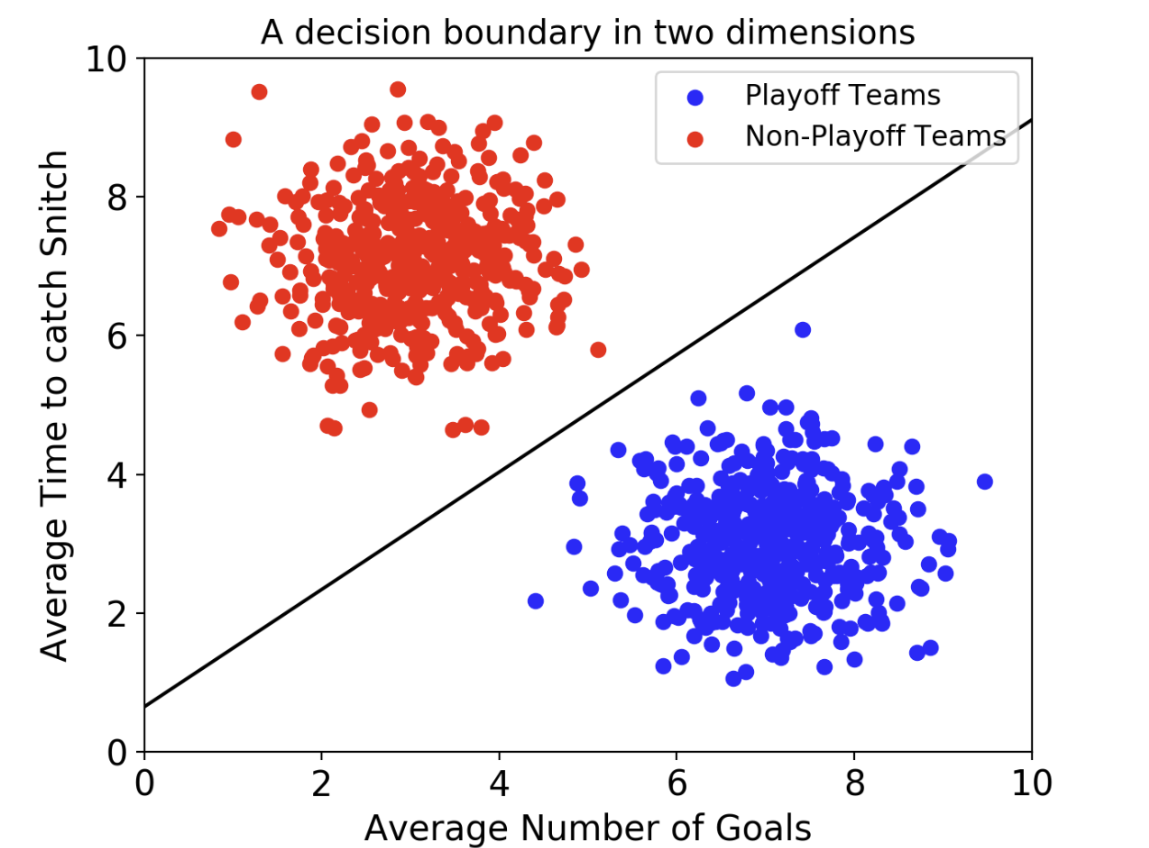 A decision boundary in two dimensions
Playoff Teams
Non-Playoff Teams
Average Time to catch Snitch
10
8
6
4
2
0
0 2 4 6 8 10
Average Number of Goals